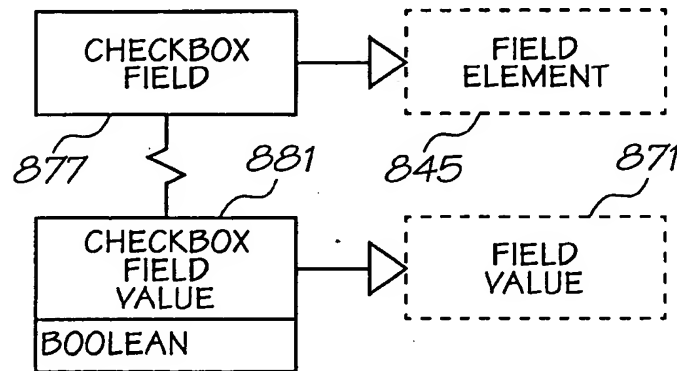 CHECKBOX
FIELD
FIELD
ELEMENT
877
881
845
871
CHECKBOX
FIELD
VALUE
FIELD
VALUE
BOOLEAN